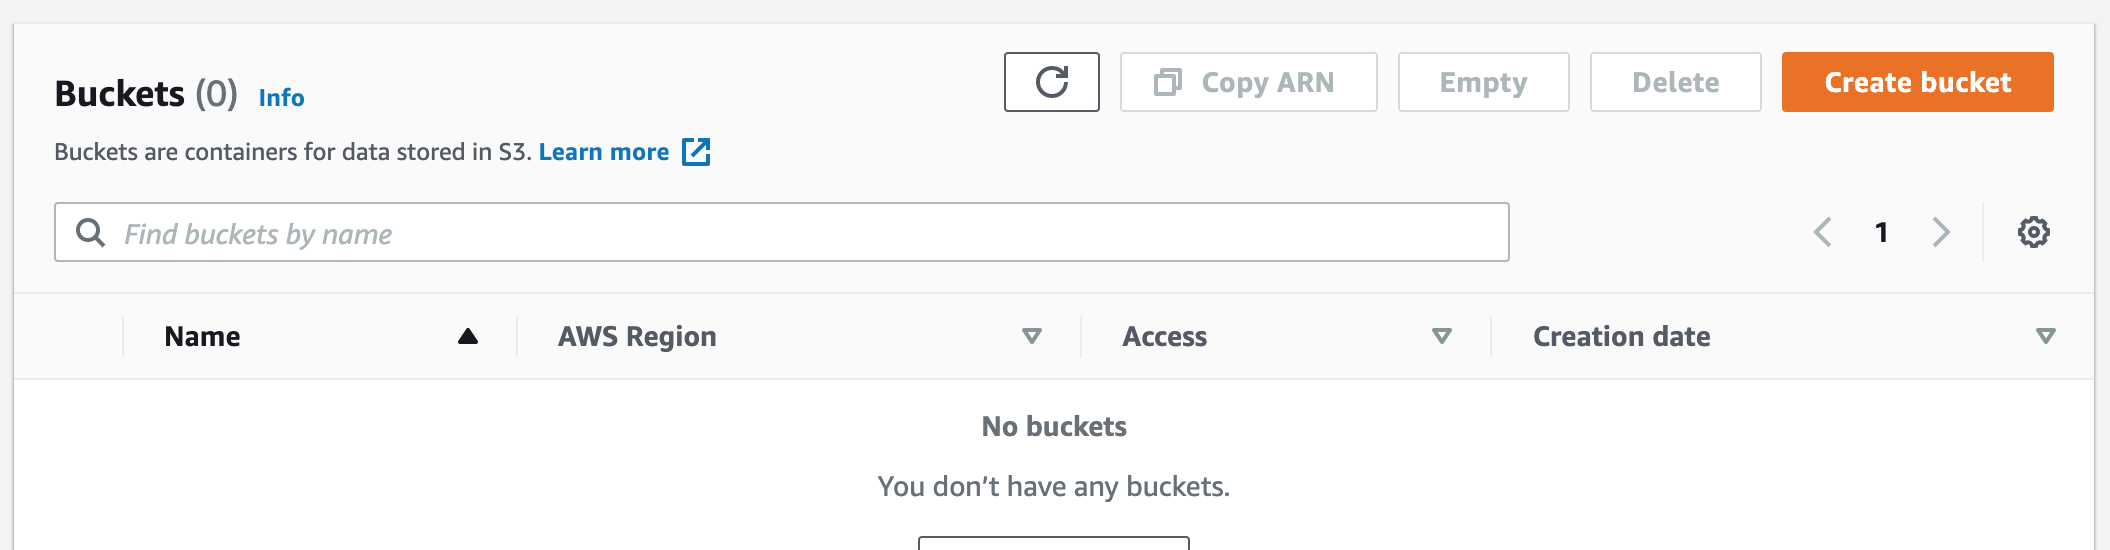 Buckets (0) Info
Copy ARN
Empty
Delete
Create bucket
Buckets are containers for data stored in S3. Learn more
Find buckets by name
1
Name
AWS Region
Access
Creation date
No buckets
You don't have any buckets.